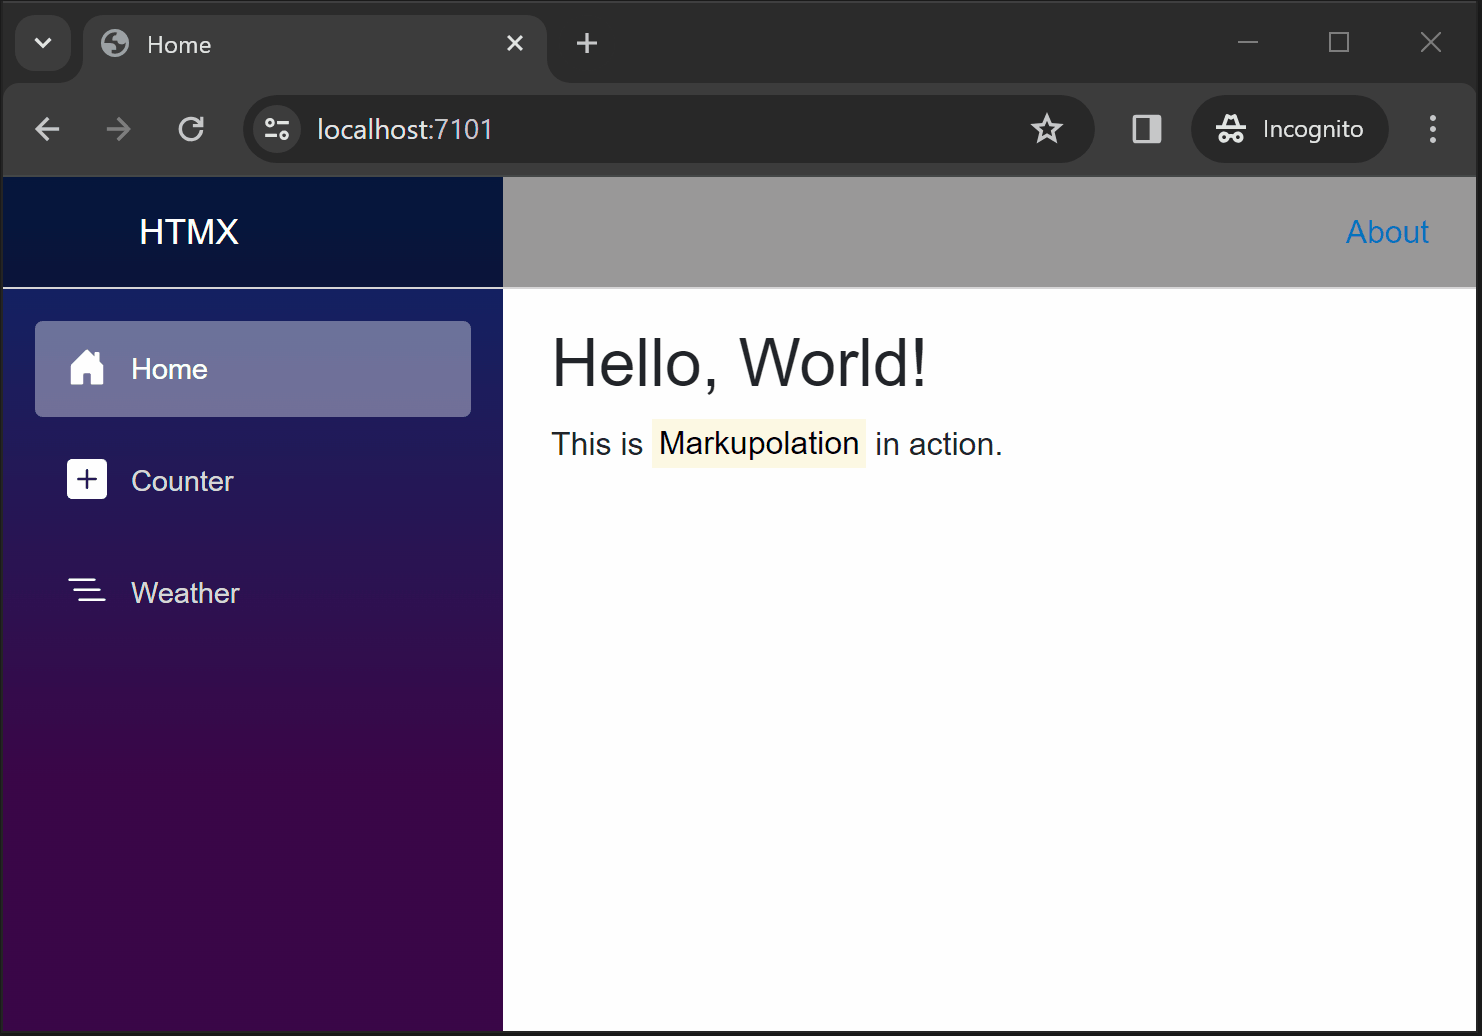 Home
localhost:7101
Incognito
HTMX
About
Home
Counter
Weather
Hello, World!
This is Markupolation in action.